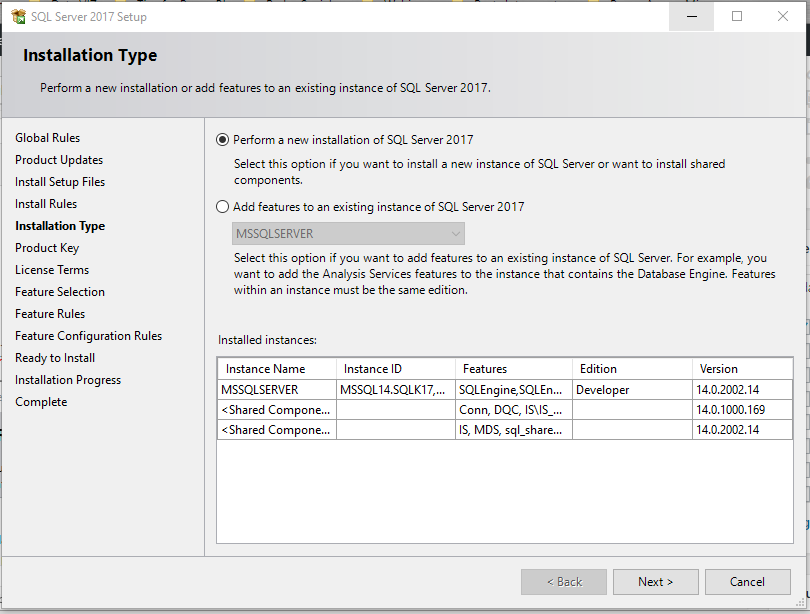 SQL Server 2017 Setup
Installation Type
Perform a new installation or add features to an existing instance of SQL Server 2017.
Global Rules
Product Updates
Install Setup Files
Install Rules
Installation Type
Product Key
License Terms
Feature Selection
Feature Rules
Feature Configuration Rules
Ready to Install
Installation Progress
Complete
Perform a new installation of SQL Server 2017
Select this option if you want to install a new instance of SQL Server or want to install shared
components.
Add features to an existing instance of SQL Server 2017
MSSQLSERVER
Select this option if you want to add features to an existing instance of SQL Server. For example, you
want to add the Analysis Services features to the instance that contains the Database Engine. Features
within an instance must be the same edition.
Installed instances:
Instance Name Instance ID Features Edition Version
MSSQLSERVER MSSQL14.SQLK17,... SQLEngine,SQLEn... Developer 14.0.2002.14
<Shared Compone... Conn, DQC, IS\IS_... 14.0.1000.169
<Shared Compone... IS, MDS, sql_share... 14.0.2002.14
< Back Next > Cancel